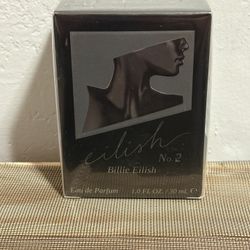 eilish
No. 2
Billie Eilish
Eau de Parfum 1.0 FL. OZ. / 30 mL ℮